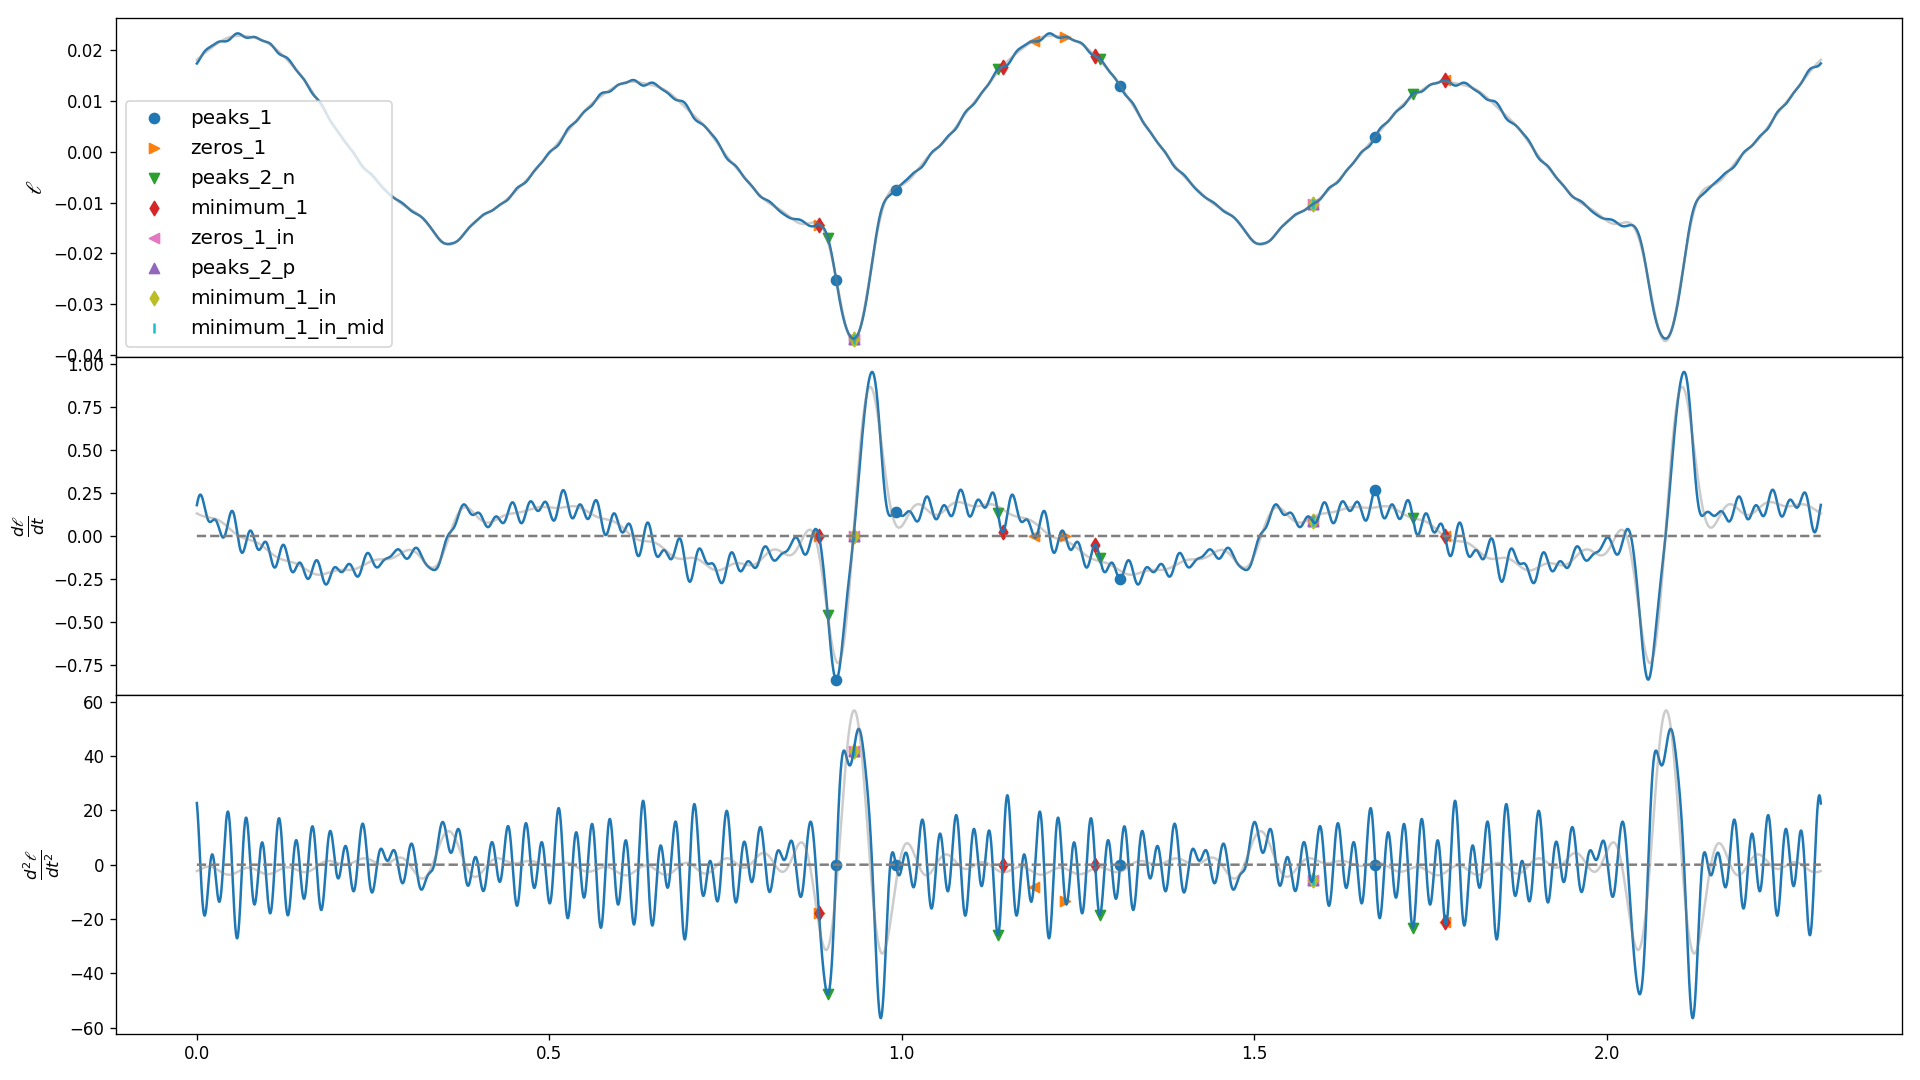 0.02
0.01
0.00
−0.01
−0.02
−0.03
−0.04
ℓ
peaks_1
zeros_1
peaks_2_n
minimum_1
zeros_1_in
peaks_2_p
minimum_1_in
minimum_1_in_mid
1.00
0.75
0.50
0.25
0.00
−0.25
−0.50
−0.75
dℓ
dt
60
40
20
0
−20
−40
−60
d²ℓ
dt²
0.0 0.5 1.0 1.5 2.0